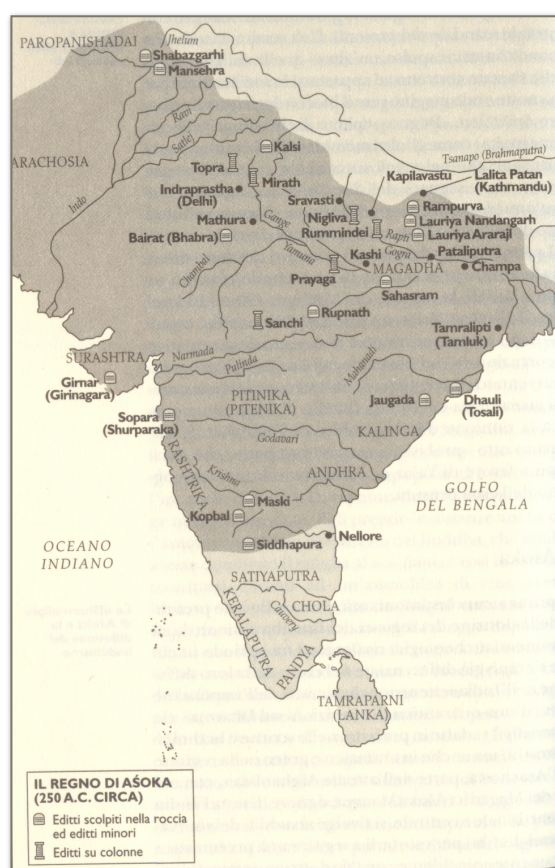 PAROPANISHADAI
Jhelum
Shabazgarhi
Mansehra
Ravi
Satlej
ARACHOSIA
Indo
Kalsi
Topra
Mirath
Indraprastha
(Delhi)
Mathura
Bairat (Bhabra)
Chambal
Gange
Yamuna
Tsanapo (Brahmaputra)
Kapilavastu
Lalita Patan
(Kathmandu)
Sravasti
Nigliva
Rummindei
Rampurva
Lauriya Nandangarh
Lauriya Ararajl
Rapti
Gogra
Kashi
Pataliputra
MAGADHA
Champa
Prayaga
Sahasram
Rupnath
Sanchi
Tamralipti
(Tamluk)
SURASHTRA
Narmada
Pulinda
Mahanadi
Girnar
(Girinagara)
PITINIKA
(PITENIKA)
Jaugada
Dhauli
(Tosali)
Sopara
(Shurparaka)
KALINGA
Godavari
RASHTRIKA
Krishna
ANDHRA
Maski
Kopbal
GOLFO
DEL BENGALA
Siddhapura
Nellore
OCEANO
INDIANO
SATIYAPUTRA
CHOLA
Cauvery
KERALAPUTRA
PANDYA
TAMRAPARNI
(LANKA)
IL REGNO DI AŚOKA
(250 A.C. CIRCA)
Editti scolpiti nella roccia
ed editti minori
Editti su colonne